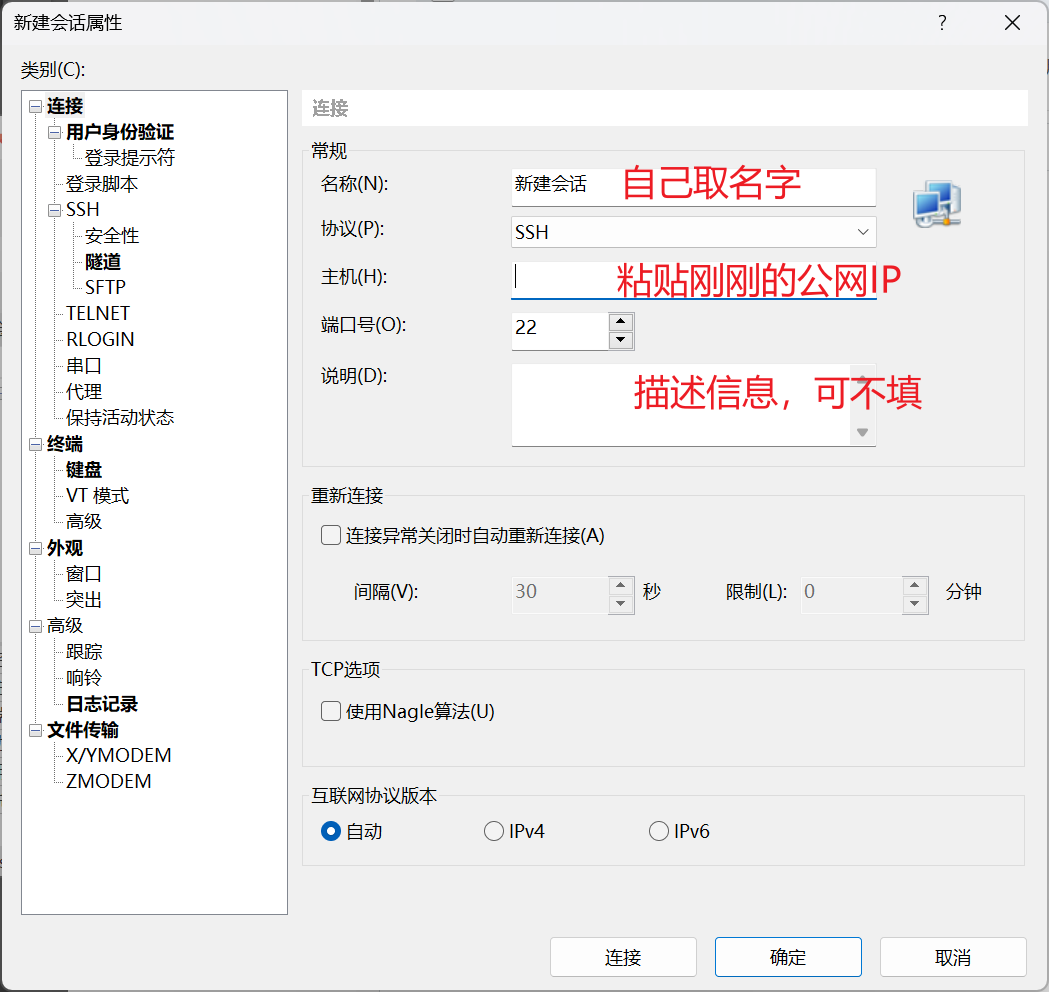 新建会话属性
?
类别(C):
连接
用户身份验证
登录提示符
登录脚本
SSH
安全性
隧道
SFTP
TELNET
RLOGIN
串口
代理
保持活动状态
终端
键盘
VT 模式
高级
外观
窗口
突出
高级
跟踪
响铃
日志记录
文件传输
X/YMODEM
ZMODEM
连接
常规
名称(N): 新建会话 自己取名字
协议(P): SSH
主机(H): 粘贴刚刚的公网IP
端口号(O): 22
说明(D): 描述信息，可不填
重新连接
连接异常关闭时自动重新连接(A)
间隔(V): 30 秒 限制(L): 0 分钟
TCP选项
使用Nagle算法(U)
互联网协议版本
自动 IPv4 IPv6
连接 确定 取消